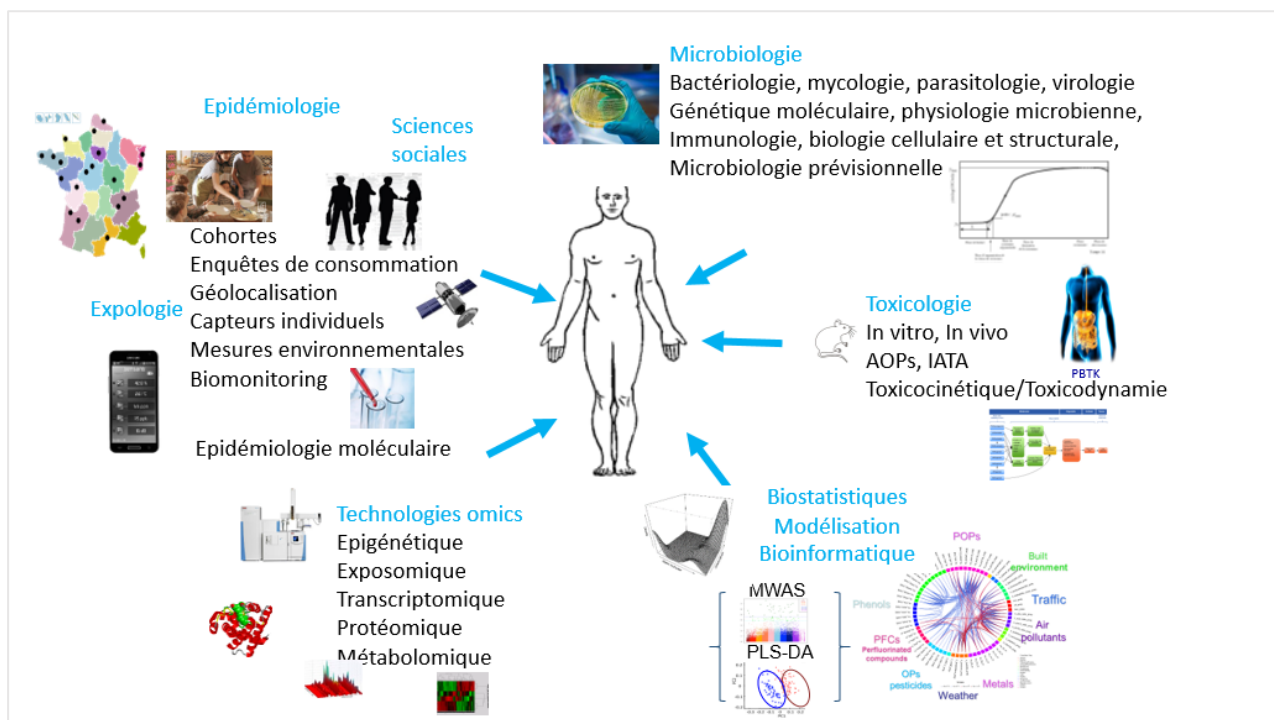 Epidémiologie
Sciences
sociales
Cohortes
Enquêtes de consommation
Géolocalisation
Capteurs individuels
Mesures environnementales
Biomonitoring
Epidémiologie moléculaire
Expologie
Microbiologie
Bactériologie, mycologie, parasitologie, virologie
Génétique moléculaire, physiologie microbienne,
Immunologie, biologie cellulaire et structurale,
Microbiologie prévisionnelle
Toxicologie
In vitro, In vivo
AOPs, IATA
Toxicocinétique/Toxicodynamie
PBTK
Technologies omics
Epigénétique
Exposomique
Transcriptomique
Protéomique
Métabolomique
Biostatistiques
Modélisation
Bioinformatique
MWAS
PLS-DA
POPs
Built
environment
Traffic
Air
pollutants
Metals
Weather
OPs
pesticides
PFCs
Perfluorinated
compounds
Phenols